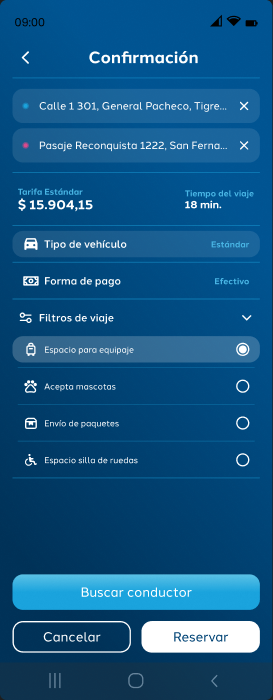 09:00
Confirmación
Calle 1 301, General Pacheco, Tigre...
Pasaje Reconquista 1222, San Ferna...
Tarifa Estándar
$ 15.904,15
Tiempo del viaje
18 min.
Tipo de vehículo Estándar
Forma de pago Efectivo
Filtros de viaje
Espacio para equipaje
Acepta mascotas
Envío de paquetes
Espacio silla de ruedas
Buscar conductor
Cancelar Reservar